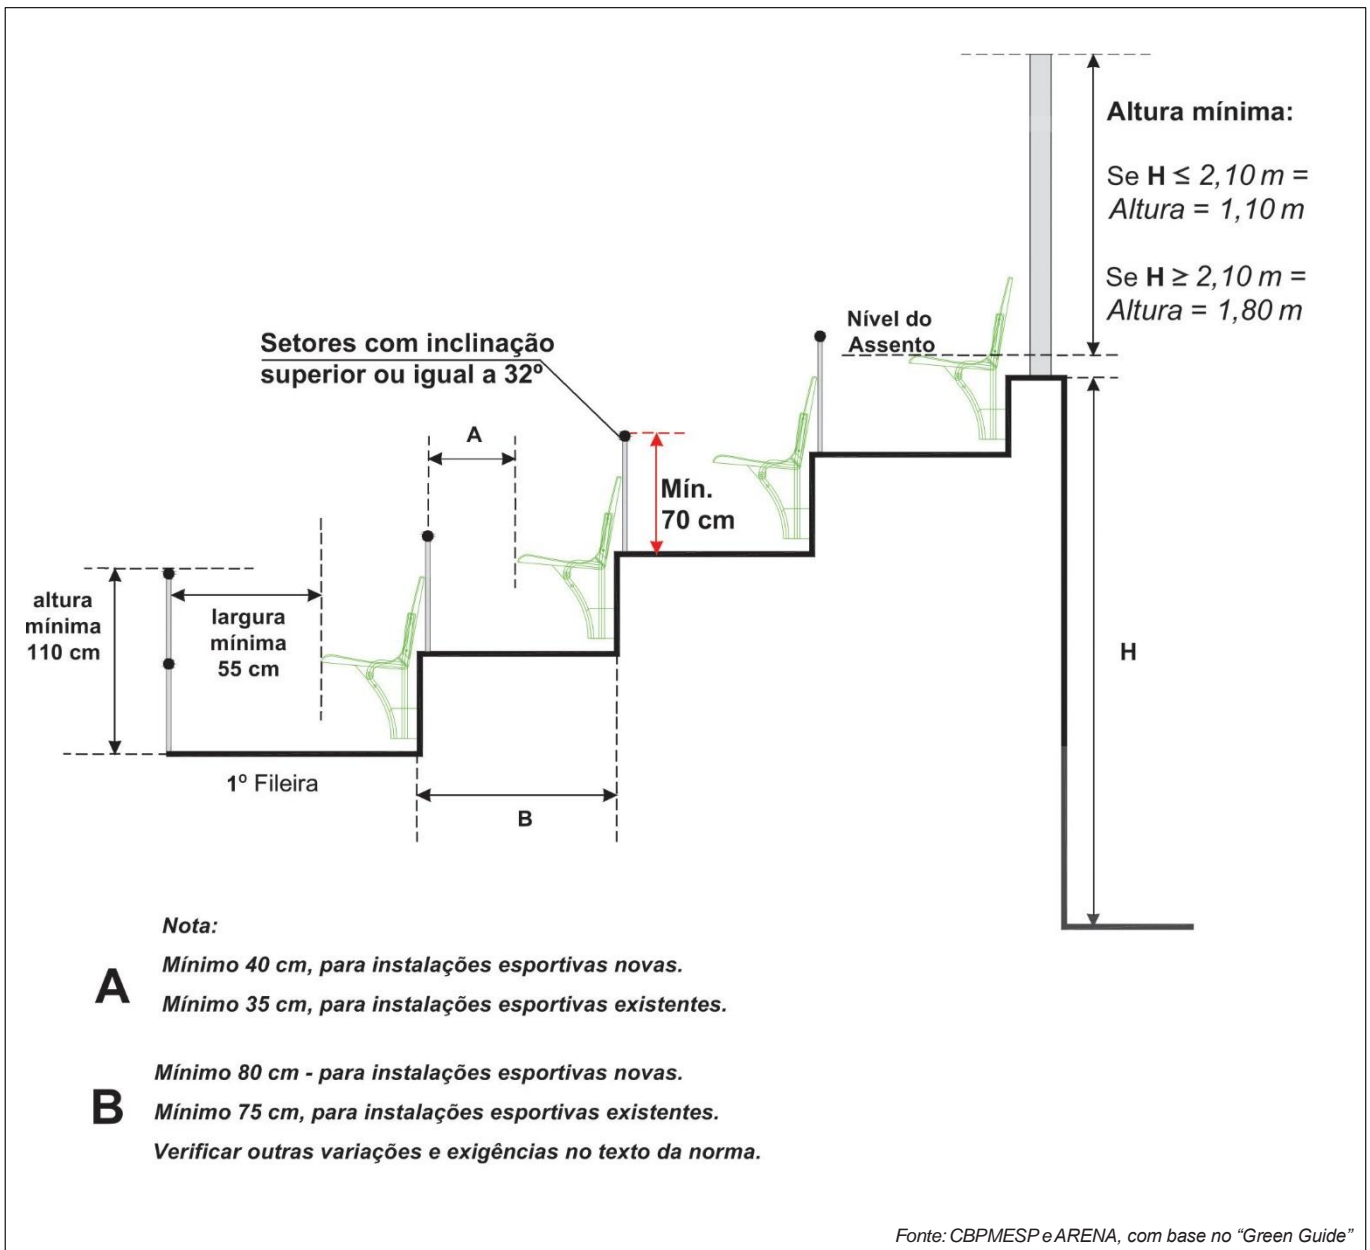 Altura mínima:
Se H ≤ 2,10 m =
Altura = 1,10 m
Se H ≥ 2,10 m =
Altura = 1,80 m
Nível do
Assento
Setores com inclinação
superior ou igual a 32º
A
Mín.
70 cm
altura
mínima
110 cm
largura
mínima
55 cm
H
1º Fileira
B
Nota:
A
Mínimo 40 cm, para instalações esportivas novas.
Mínimo 35 cm, para instalações esportivas existentes.
B
Mínimo 80 cm - para instalações esportivas novas.
Mínimo 75 cm, para instalações esportivas existentes.
Verificar outras variações e exigências no texto da norma.
Fonte: CBPMESP e ARENA, com base no “Green Guide”